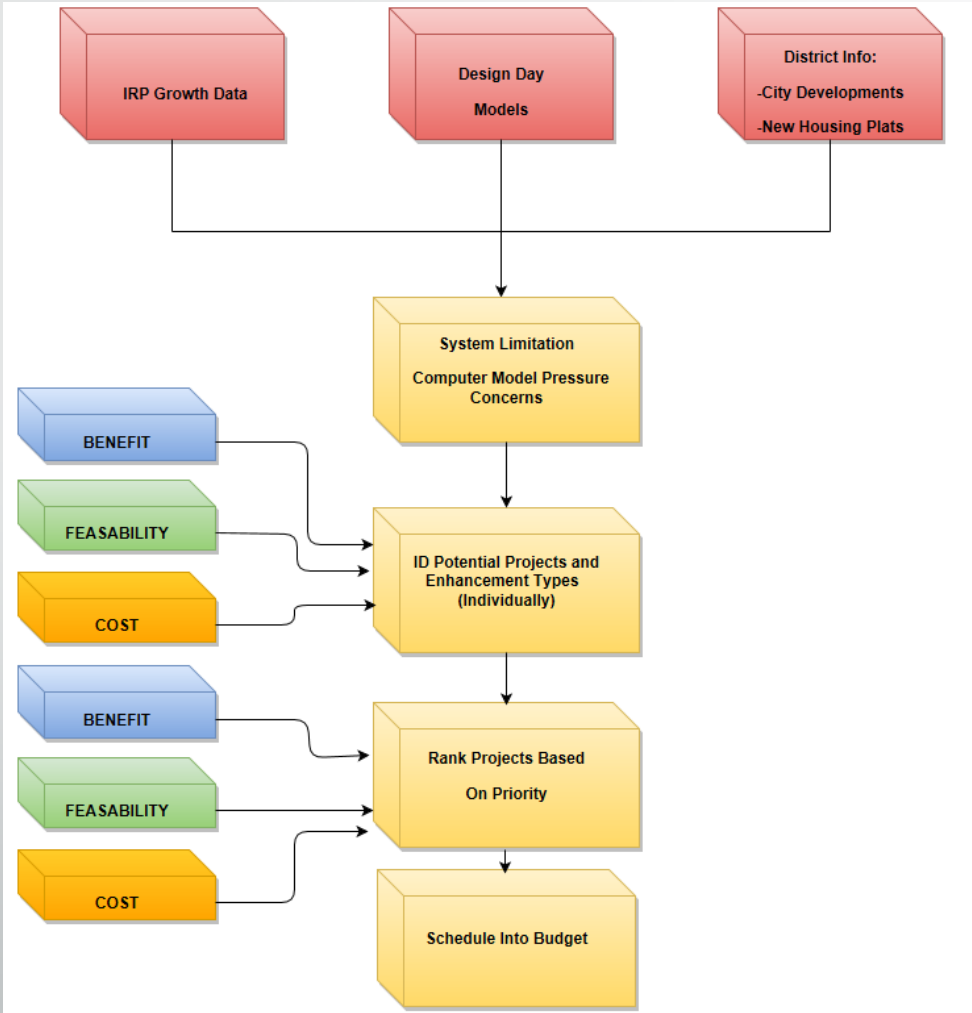 IRP Growth Data
Design Day
Models
District Info:
-City Developments
-New Housing Plats
System Limitation
Computer Model Pressure
Concerns
BENEFIT
FEASABILITY
COST
ID Potential Projects and
Enhancement Types
(Individually)
BENEFIT
FEASABILITY
COST
Rank Projects Based
On Priority
Schedule Into Budget